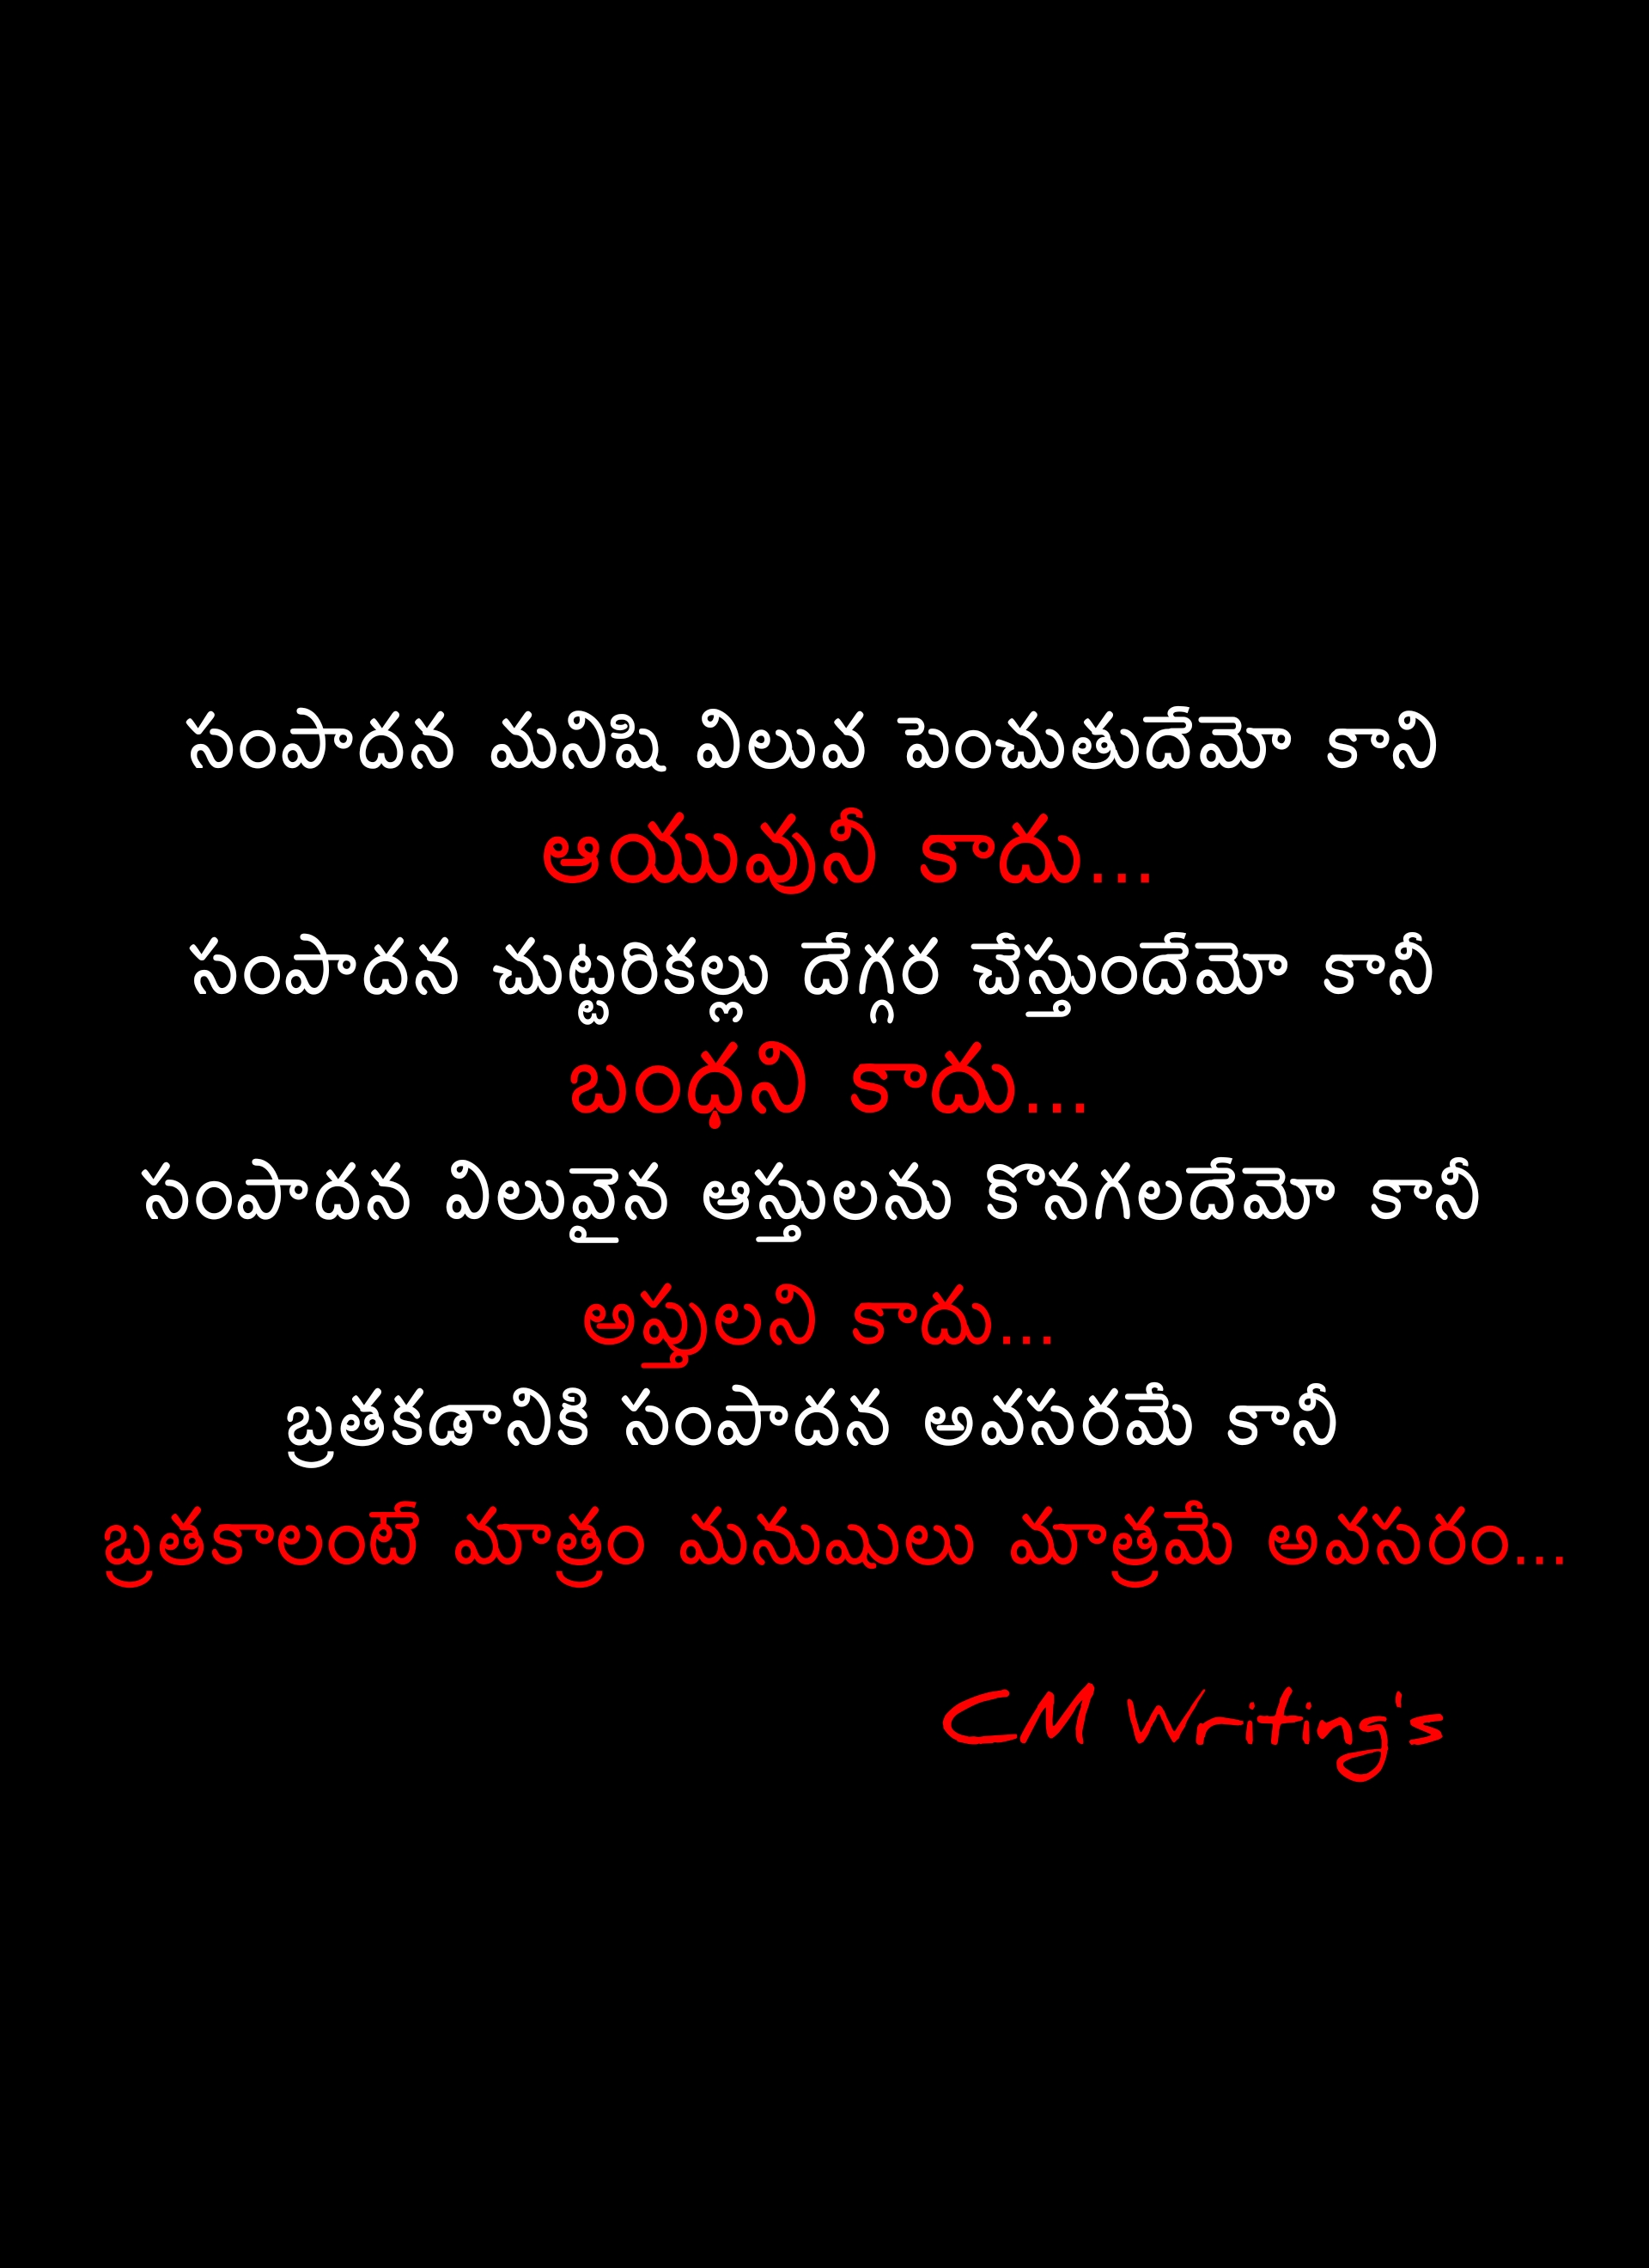 సంపాదన మనిషి విలువ పెంచుతుదేమో కాని
ఆయువునీ కాదు...
సంపాదన చుట్టరికల్లు దేగ్గర చేస్తుందేమో కానీ
బంధని కాదు...
సంపాదన విలువైన ఆస్తులను కొనగలదేమో కానీ
అప్తులని కాదు...
బ్రతకడానికి సంపాదన అవసరమే కానీ
బ్రతకాలంటే మాత్రం మనుషులు మాత్రమే అవసరం...
CM Writing's